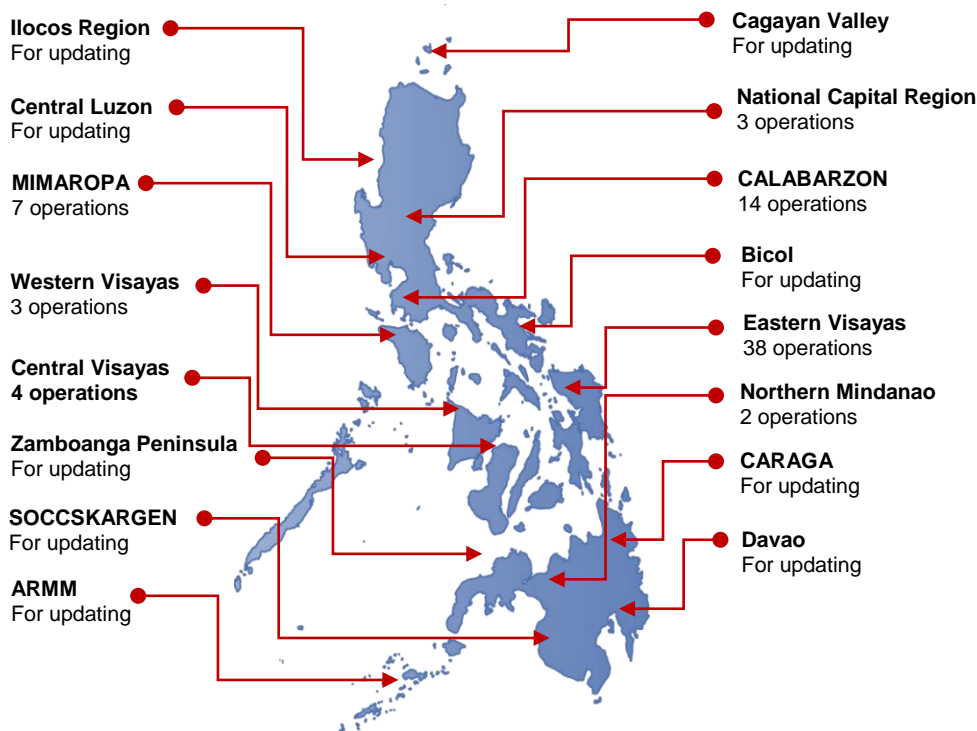 Ilocos Region
For updating
Central Luzon
For updating
MIMAROPA
7 operations
Western Visayas
3 operations
Central Visayas
4 operations
Zamboanga Peninsula
For updating
SOCCSKARGEN
For updating
ARMM
For updating
Cagayan Valley
For updating
National Capital Region
3 operations
CALABARZON
14 operations
Bicol
For updating
Eastern Visayas
38 operations
Northern Mindanao
2 operations
CARAGA
For updating
Davao
For updating